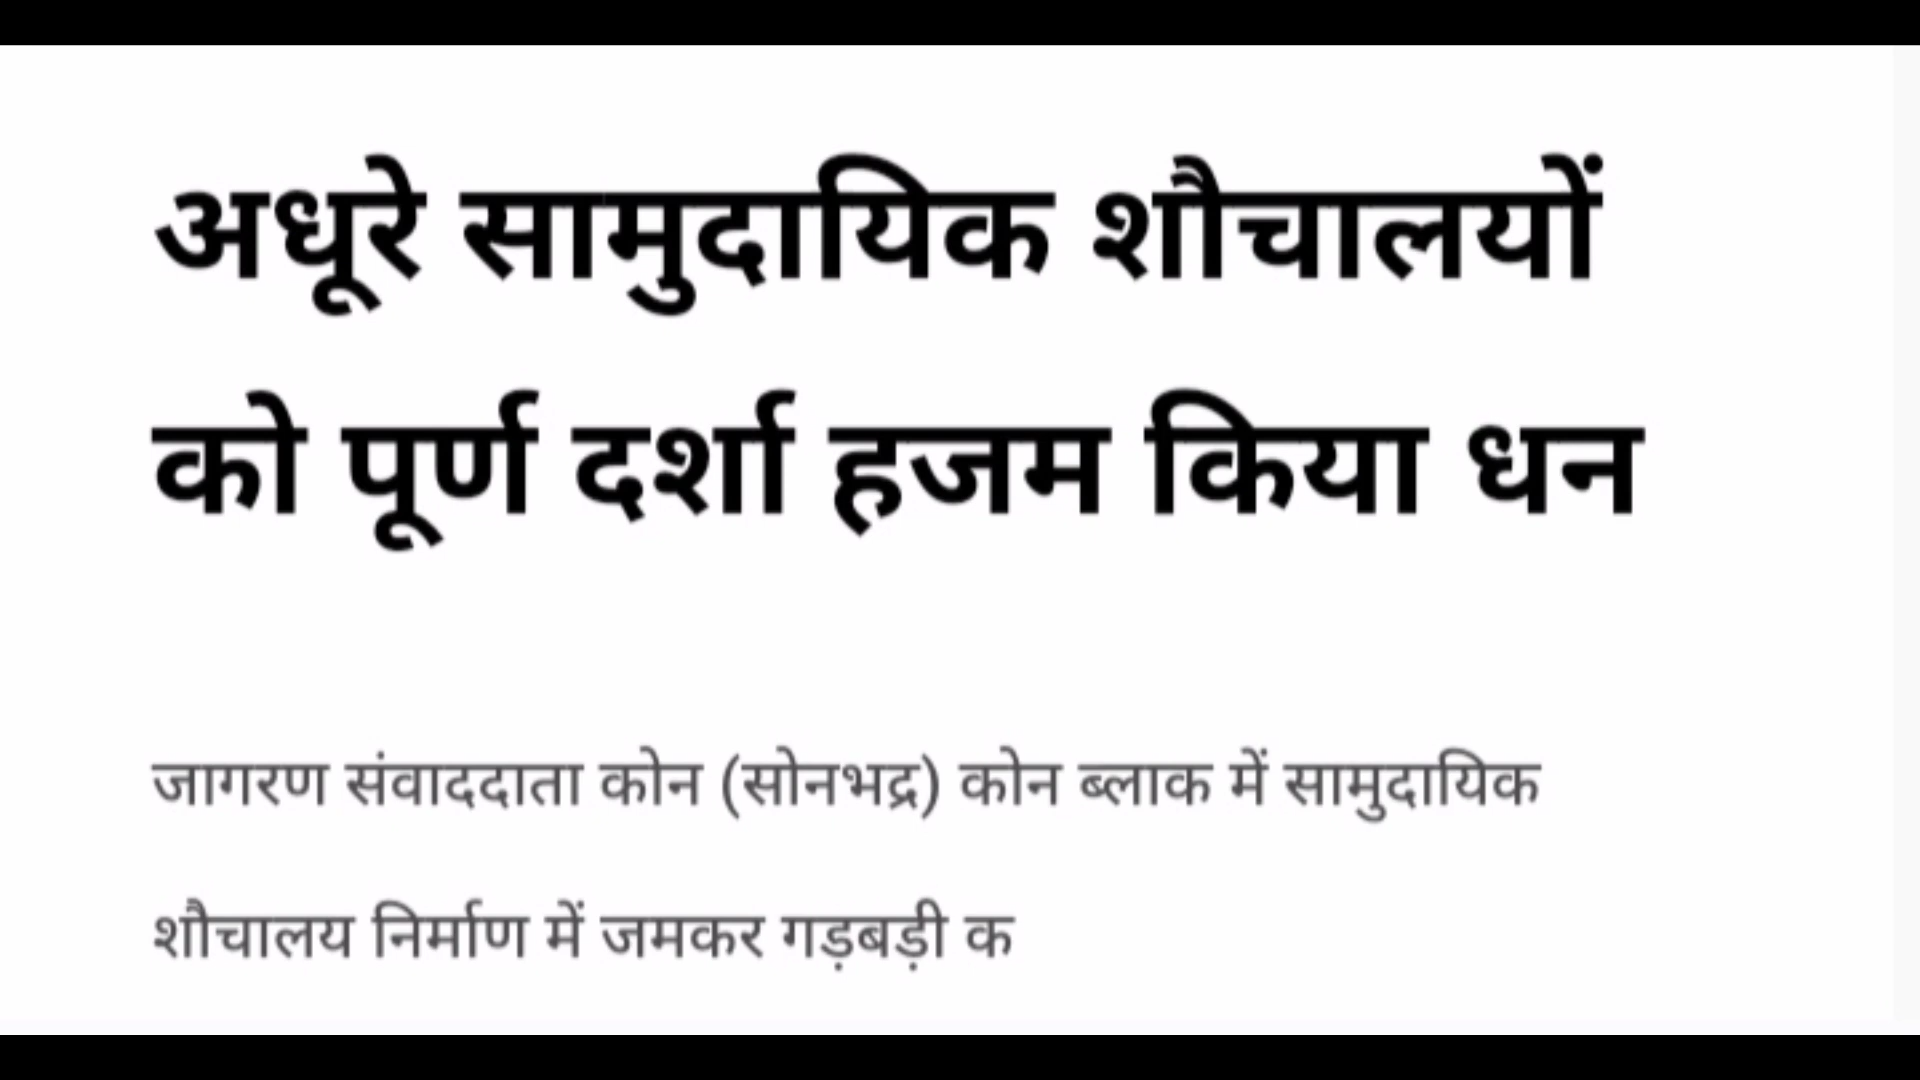 अधूरे सामुदायिक शौचालयों
को पूर्ण दर्शा हजम किया धन
जागरण संवाददाता कोन (सोनभद्र) कोन ब्लाक में सामुदायिक
शौचालय निर्माण में जमकर गड़बड़ी क